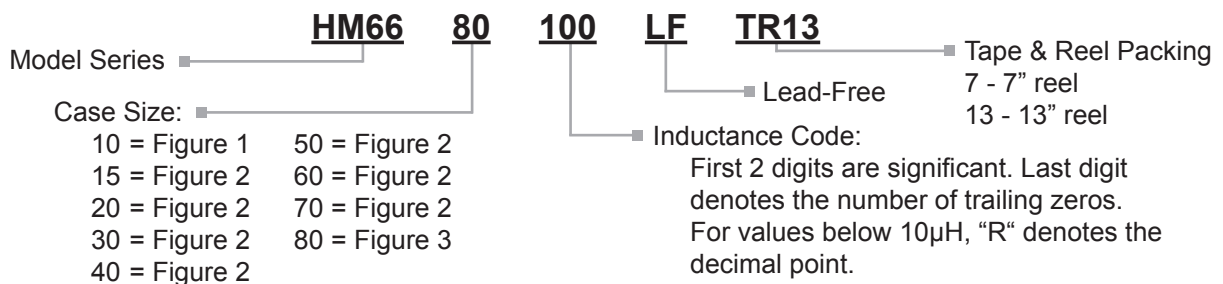 HM66 80 100 LF TR13
Model Series
Tape & Reel Packing
7 - 7” reel
13 - 13” reel
Lead-Free
Case Size:
10 = Figure 1 50 = Figure 2
15 = Figure 2 60 = Figure 2
20 = Figure 2 70 = Figure 2
30 = Figure 2 80 = Figure 3
40 = Figure 2
Inductance Code:
First 2 digits are significant. Last digit
denotes the number of trailing zeros.
For values below 10µH, “R“ denotes the
decimal point.